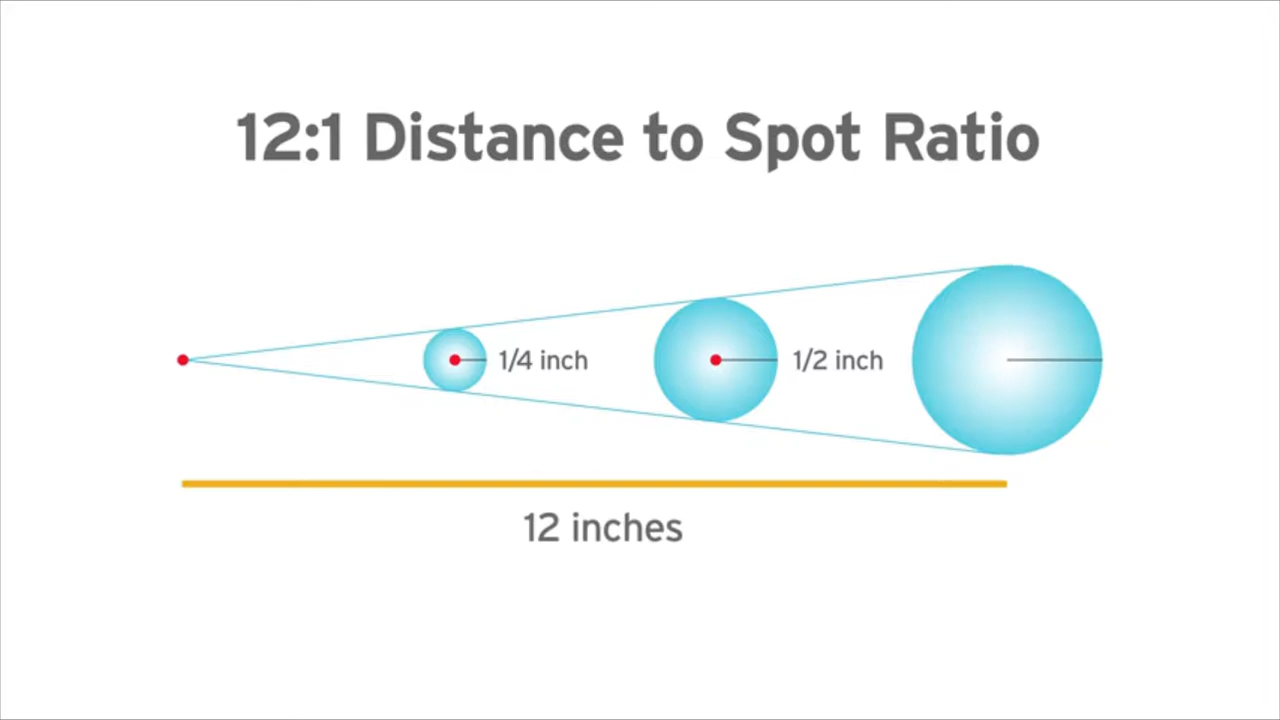 12:1 Distance to Spot Ratio
1/4 inch
1/2 inch
12 inches